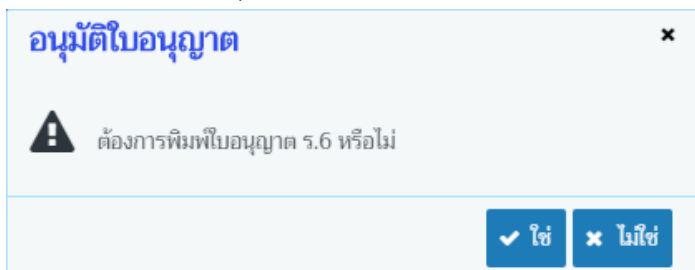 อนุมัติใบอนุญาต
ต้องการพิมพ์ใบอนุญาต ร.6 หรือไม่
ใช่ ไม่ใช่